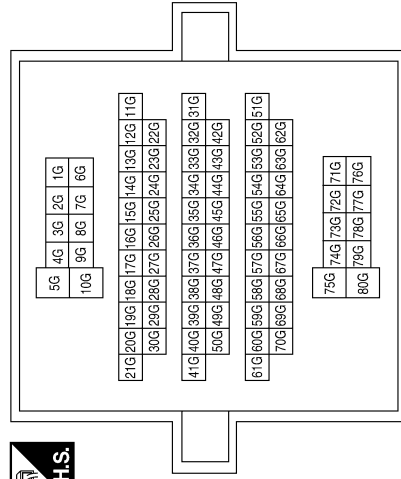 5G 4G 3G 2G 1G
10G 9G 8G 7G 6G
21G 20G 19G 18G 17G 16G 15G 14G 13G 12G 11G
30G 29G 28G 27G 26G 25G 24G 23G 22G
41G 40G 39G 38G 37G 36G 35G 34G 33G 32G 31G
50G 49G 48G 47G 46G 45G 44G 43G 42G
61G 60G 59G 58G 57G 56G 55G 54G 53G 52G 51G
70G 69G 68G 67G 66G 65G 64G 63G 62G
75G 74G 73G 72G 71G
80G 79G 78G 77G 76G
H.S.